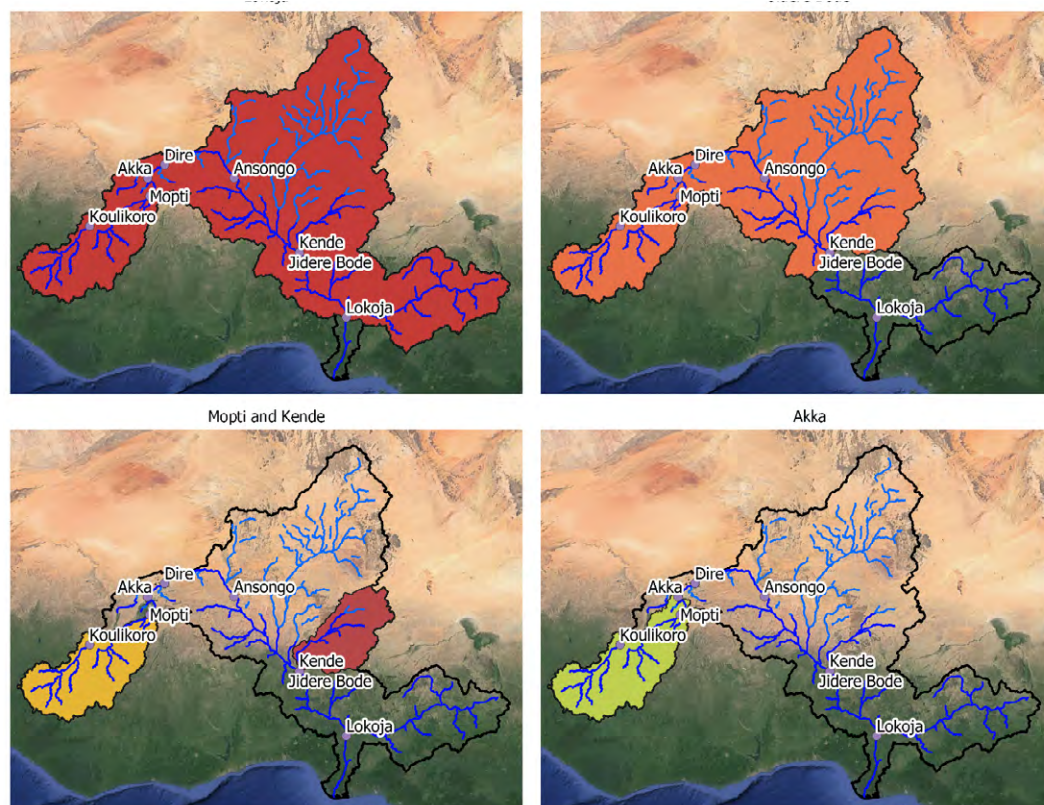 Dire
Akka
Ansongo
Mopti
Koulikoro
Kende
Jidere Bode
Lokoja
Dire
Akka
Ansongo
Mopti
Koulikoro
Kende
Jidere Bode
Lokoja
Mopti and Kende
Akka
Dire
Akka
Ansongo
Mopti
Koulikoro
Kende
Jidere Bode
Lokoja
Dire
Akka
Ansongo
Mopti
Koulikoro
Kende
Jidere Bode
Lokoja